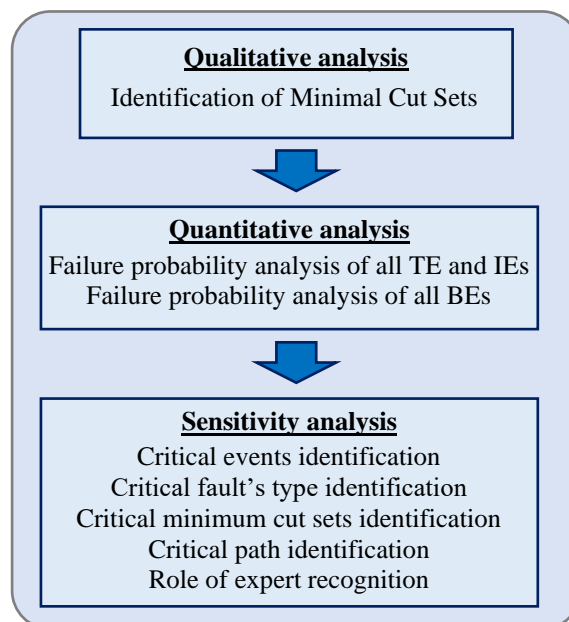 Qualitative analysis
Identification of Minimal Cut Sets
Quantitative analysis
Failure probability analysis of all TE and IEs
Failure probability analysis of all BEs
Sensitivity analysis
Critical events identification
Critical fault's type identification
Critical minimum cut sets identification
Critical path identification
Role of expert recognition